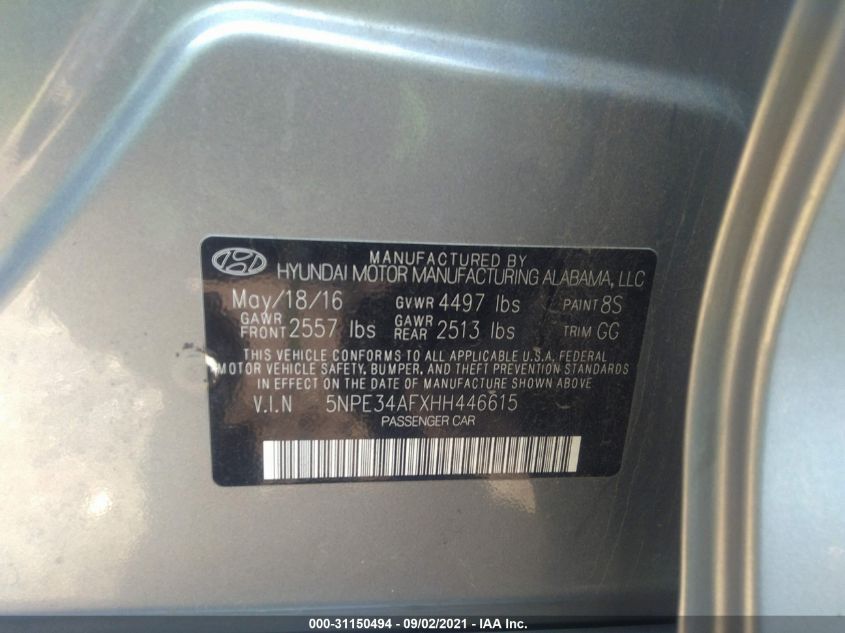 MANUFACTURED BY
HYUNDAI MOTOR MANUFACTURING ALABAMA, LLC
May/18/16 GVWR 4497 lbs PAINT 8S
GAWR FRONT 2557 lbs GAWR REAR 2513 lbs TRIM GG
THIS VEHICLE CONFORMS TO ALL APPLICABLE U.S.A. FEDERAL
MOTOR VEHICLE SAFETY, BUMPER, AND THEFT PREVENTION STANDARDS
IN EFFECT ON THE DATE OF MANUFACTURE SHOWN ABOVE.
V.I.N 5NPE34AFXHH446615
PASSENGER CAR
000-31150494 - 09/02/2021 - IAA Inc.